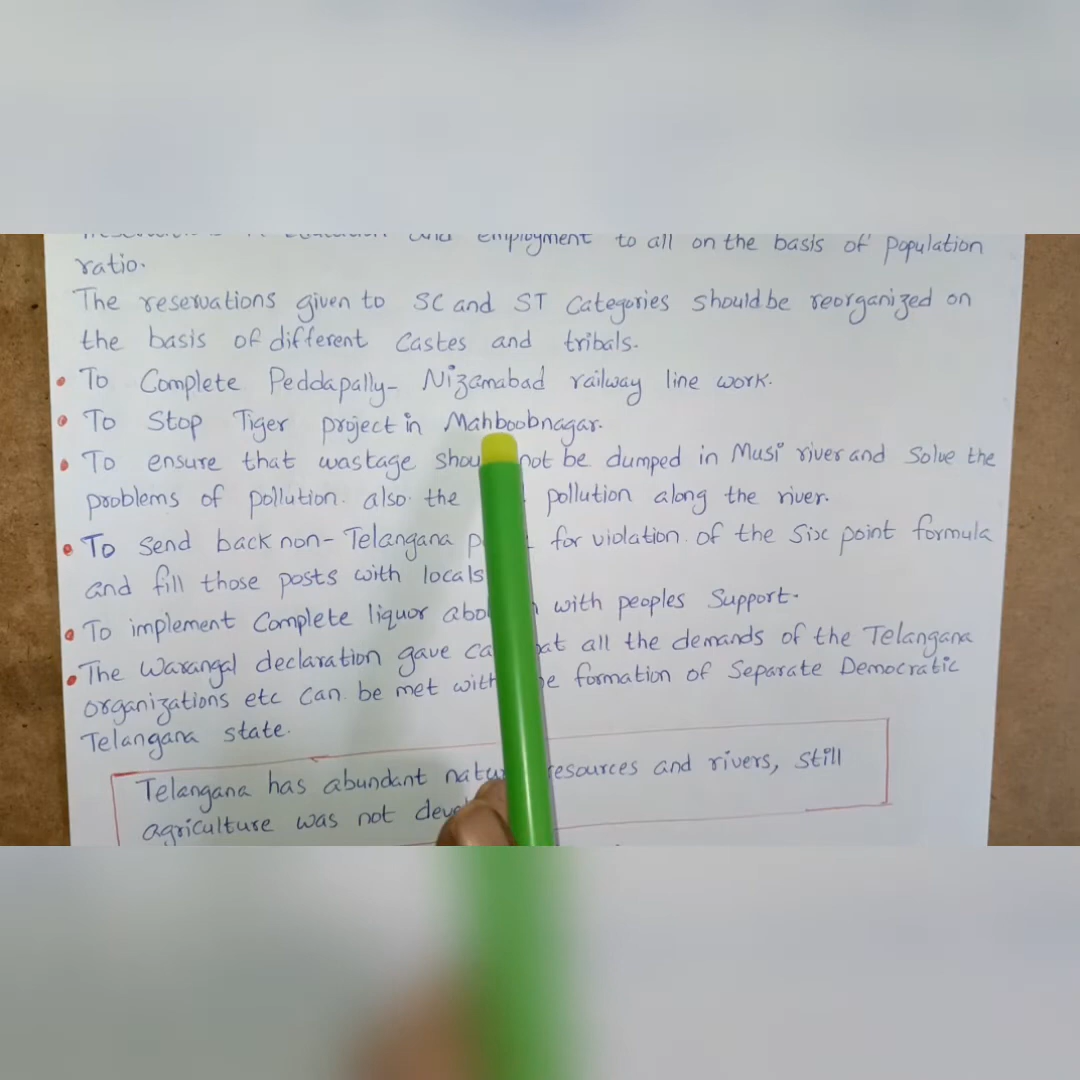 and employment to all on the basis of population
ratio.
The reservations given to SC and ST Categories should be reorganized on
the basis of different Castes and tribals.
To Complete Peddapally- Nizamabad railway line work.
To Stop Tiger project in Mahboobnagar.
To ensure that wastage not be dumped in Musi river and Solve the
problems of pollution. also the pollution along the river.
To send back non-Telangana for violation of the Six point formula
and fill those posts with locals
To implement Complete liquor with peoples Support.
The Warangal declaration gave all the demands of the Telangana
organizations etc can be met formation of Separate Democratic
Telangana state.
Telangana has abundant resources and rivers, still
agriculture was not